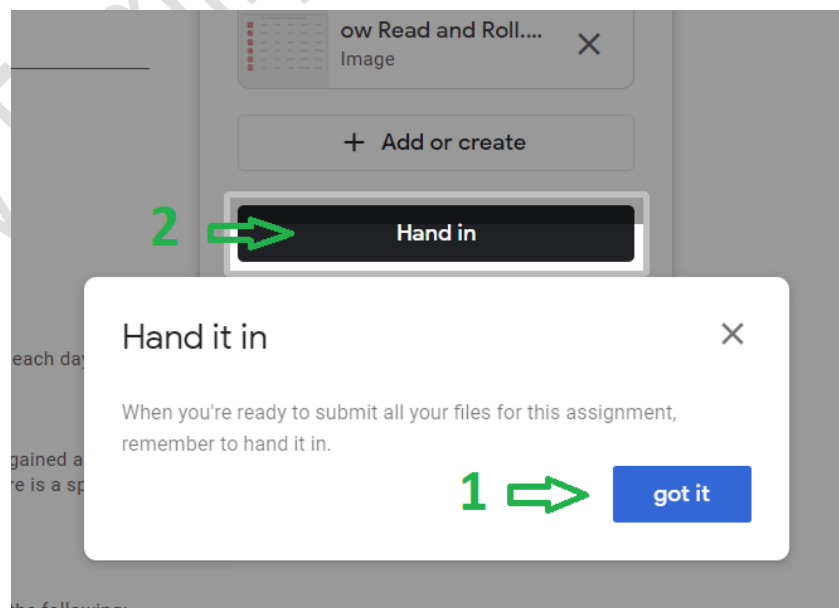 ow Read and Roll....
Image
+ Add or create
2
Hand in
Hand it in
each day
When you're ready to submit all your files for this assignment,
remember to hand it in.
gained a
re is a sp
1
got it
the following: